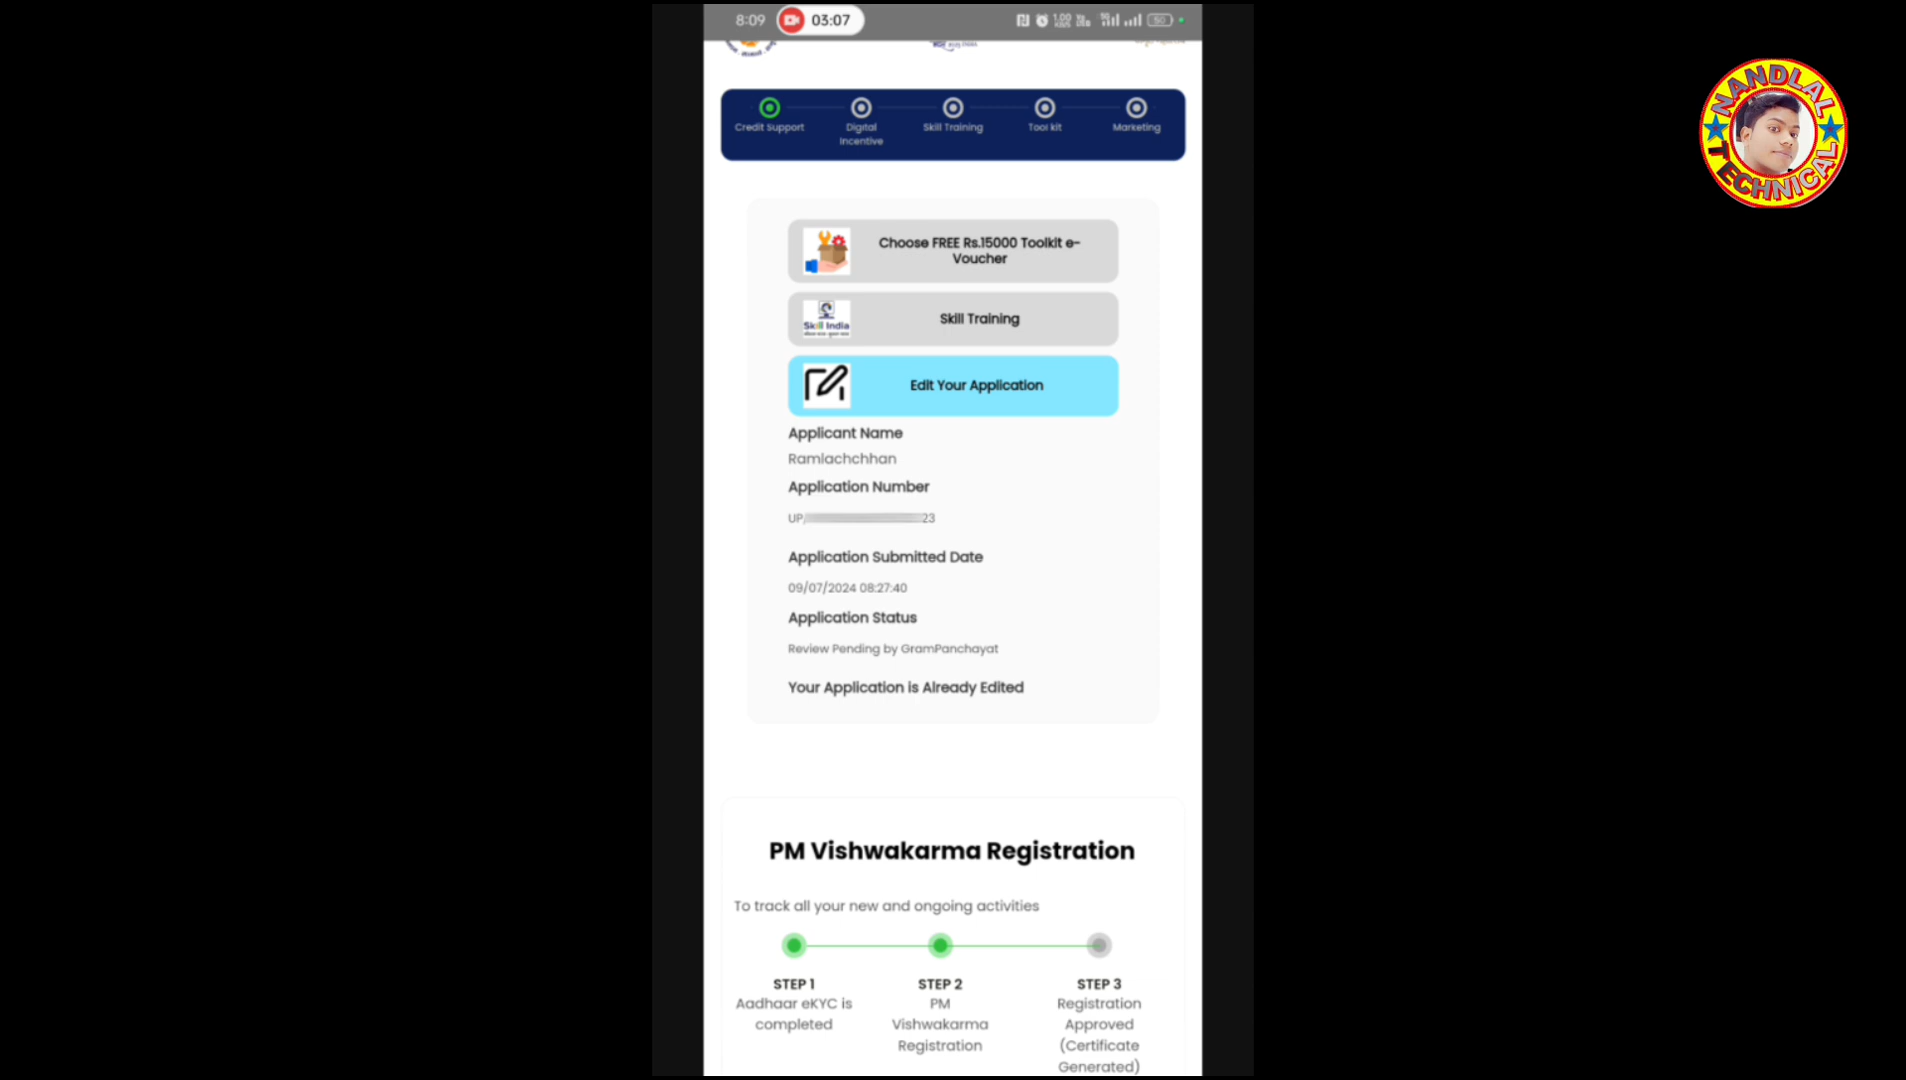 8:09 03:07 50
Credit Support
Digital
Incentive
Skill Training
Tool kit
Marketing
NANDLAL
TECHNICAL
Choose FREE Rs.15000 Toolkit e-
Voucher
Skill India
Skill Training
Edit Your Application
Applicant Name
Ramlachchhan
Application Number
UP 23
Application Submitted Date
09/07/2024 08:27:40
Application Status
Review Pending by GramPanchayat
Your Application is Already Edited
PM Vishwakarma Registration
To track all your new and ongoing activities
STEP 1
Aadhaar eKYC is
completed
STEP 2
PM
Vishwakarma
Registration
STEP 3
Registration
Approved
(Certificate
Generated)